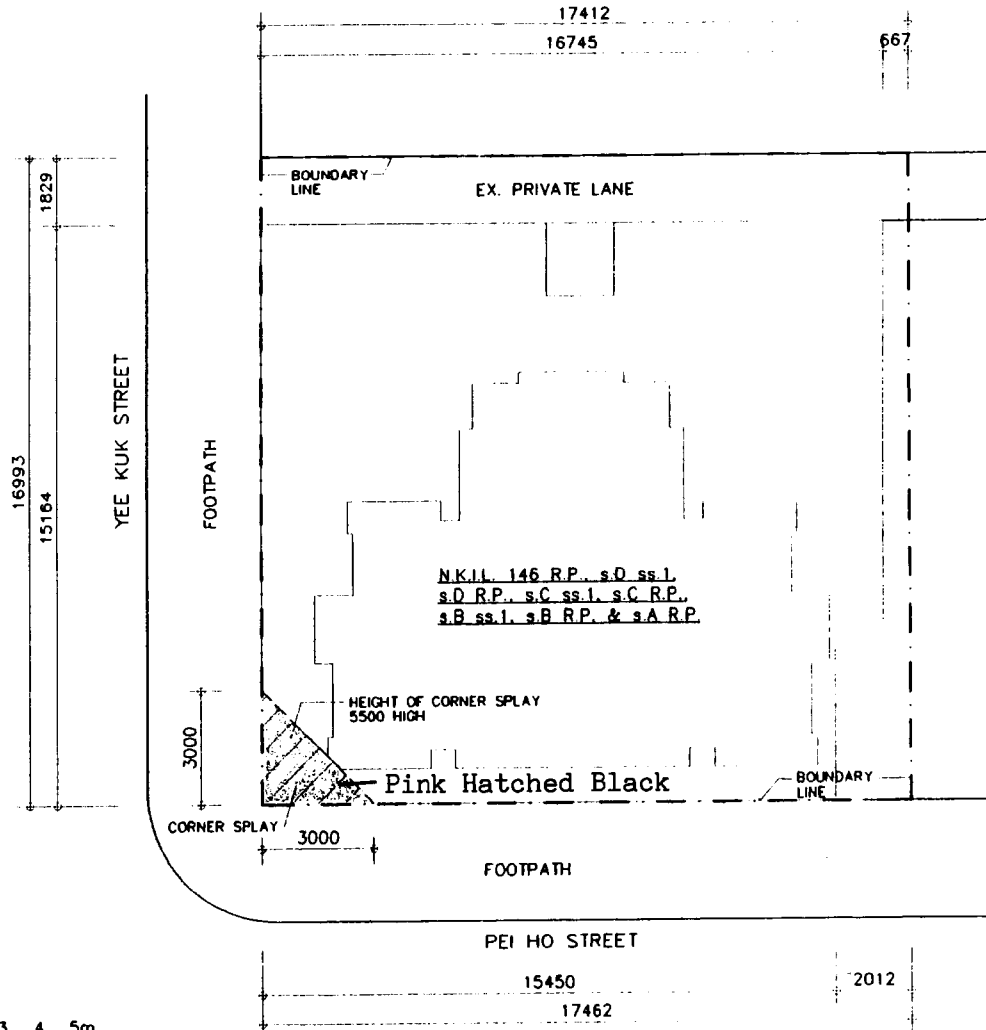 17412
16745
667
1829
BOUNDARY
LINE
EX. PRIVATE LANE
16993
15164
YEE KUK STREET
FOOTPATH
N.K.I.L. 146 R.P., s.D ss.1,
s.D R.P., s.C ss.1, s.C R.P.,
s.B ss.1, s.B R.P. & s.A R.P.
HEIGHT OF CORNER SPLAY
5500 HIGH
3000
Pink Hatched Black
BOUNDARY
LINE
CORNER SPLAY
3000
FOOTPATH
PEI HO STREET
15450
2012
17462
3 4 5m